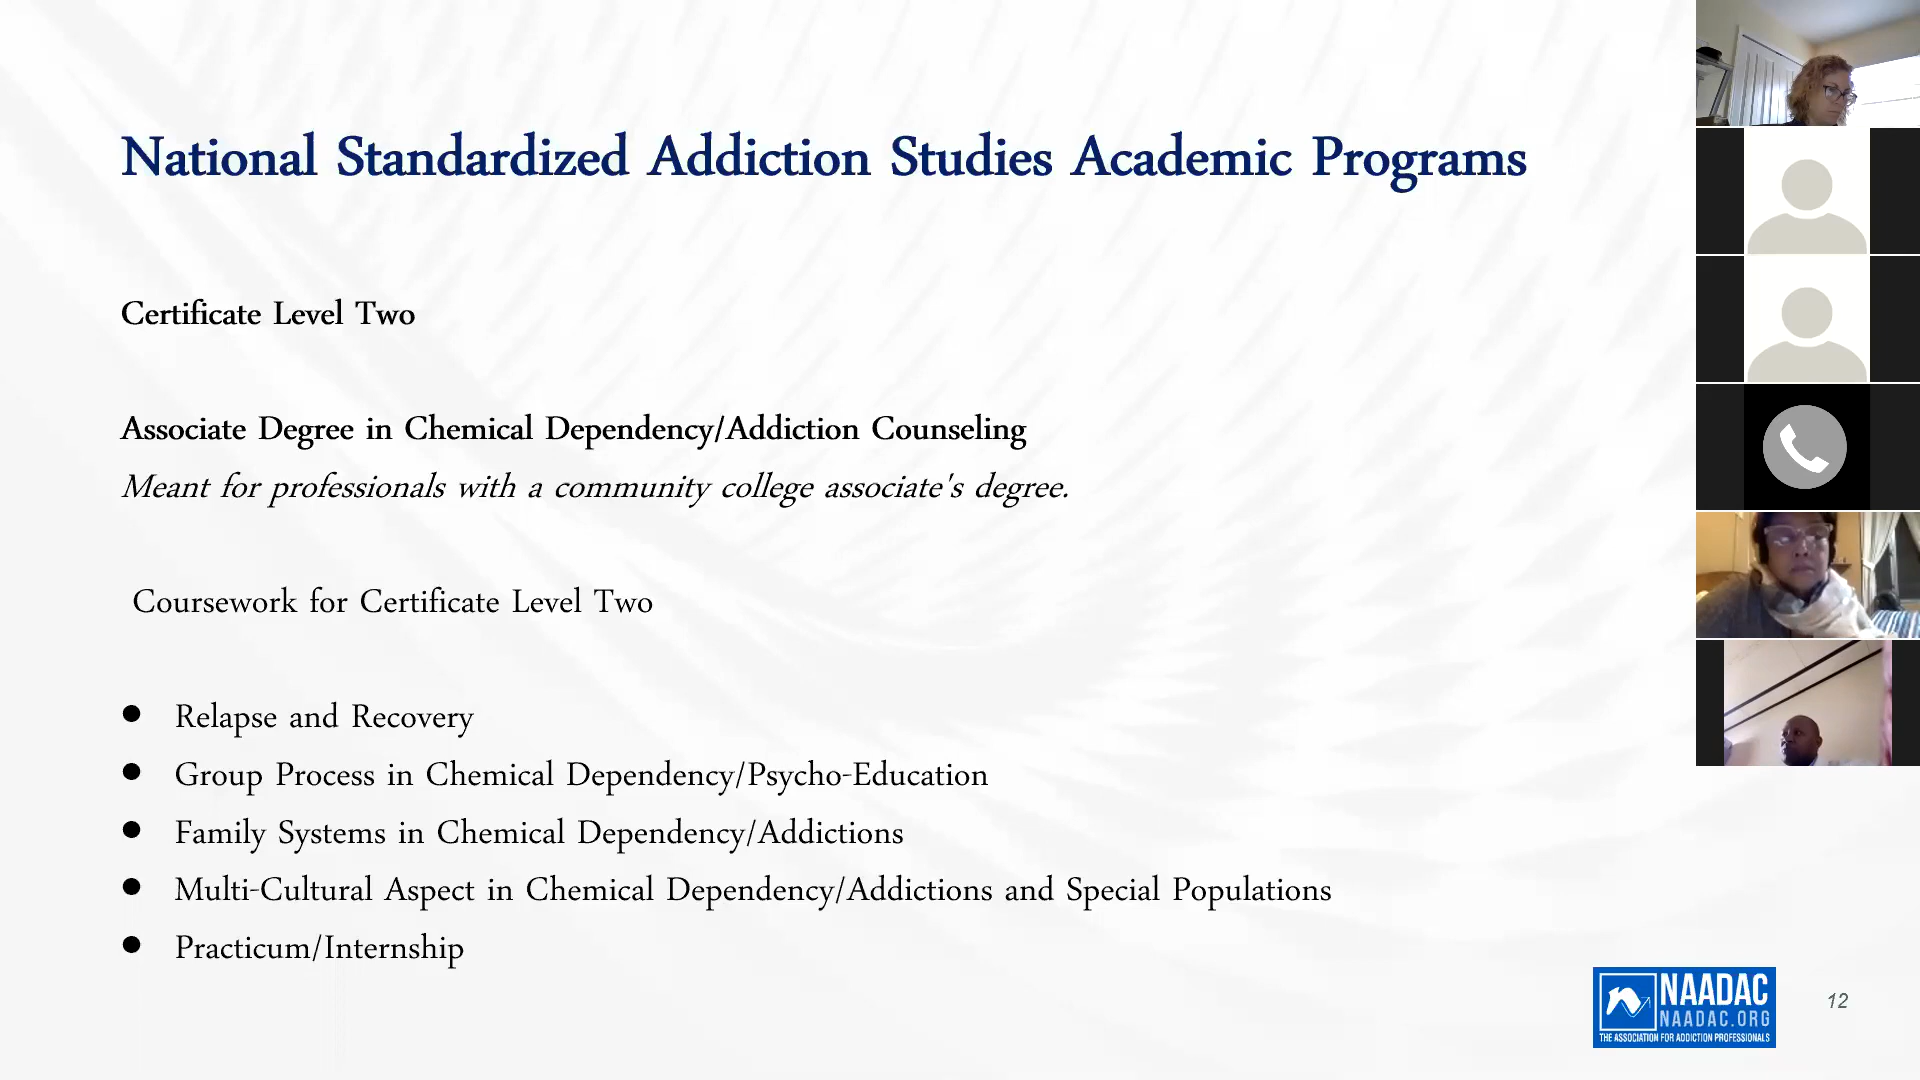 National Standardized Addiction Studies Academic Programs
Certificate Level Two
Associate Degree in Chemical Dependency/Addiction Counseling
Meant for professionals with a community college associate's degree.
Coursework for Certificate Level Two
● Relapse and Recovery
● Group Process in Chemical Dependency/Psycho-Education
● Family Systems in Chemical Dependency/Addictions
● Multi-Cultural Aspect in Chemical Dependency/Addictions and Special Populations
● Practicum/Internship
NAADAC
NAADAC.ORG
THE ASSOCIATION FOR ADDICTION PROFESSIONALS
12